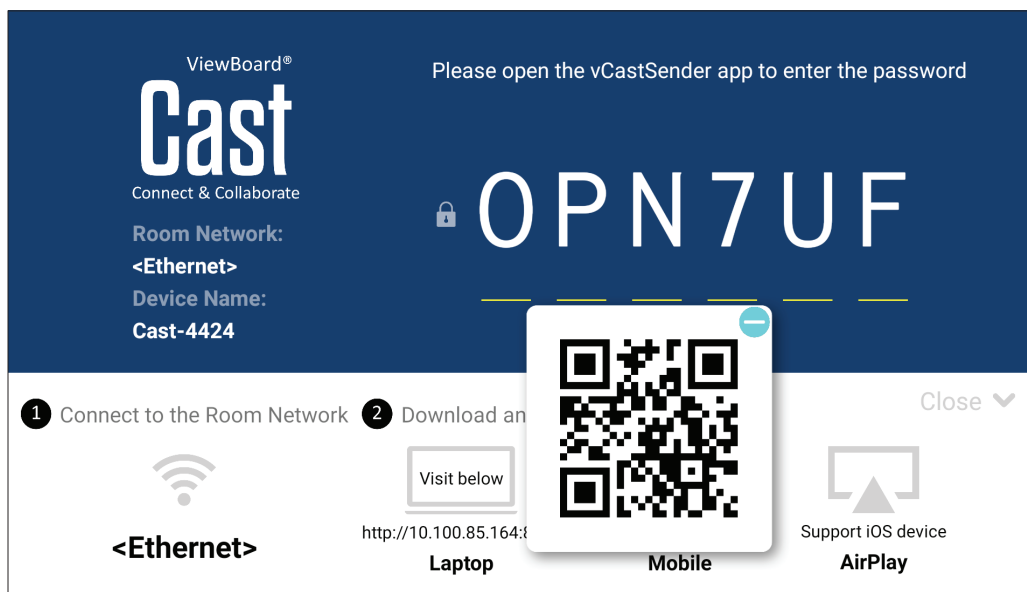 ViewBoard®
Cast
Connect & Collaborate
Room Network:
<Ethernet>
Device Name:
Cast-4424
Please open the vCastSender app to enter the password
OPN7UF
1 Connect to the Room Network
<Ethernet>
2 Download an
Visit below
http://10.100.85.164:8
Laptop
Mobile
Close
Support iOS device
AirPlay